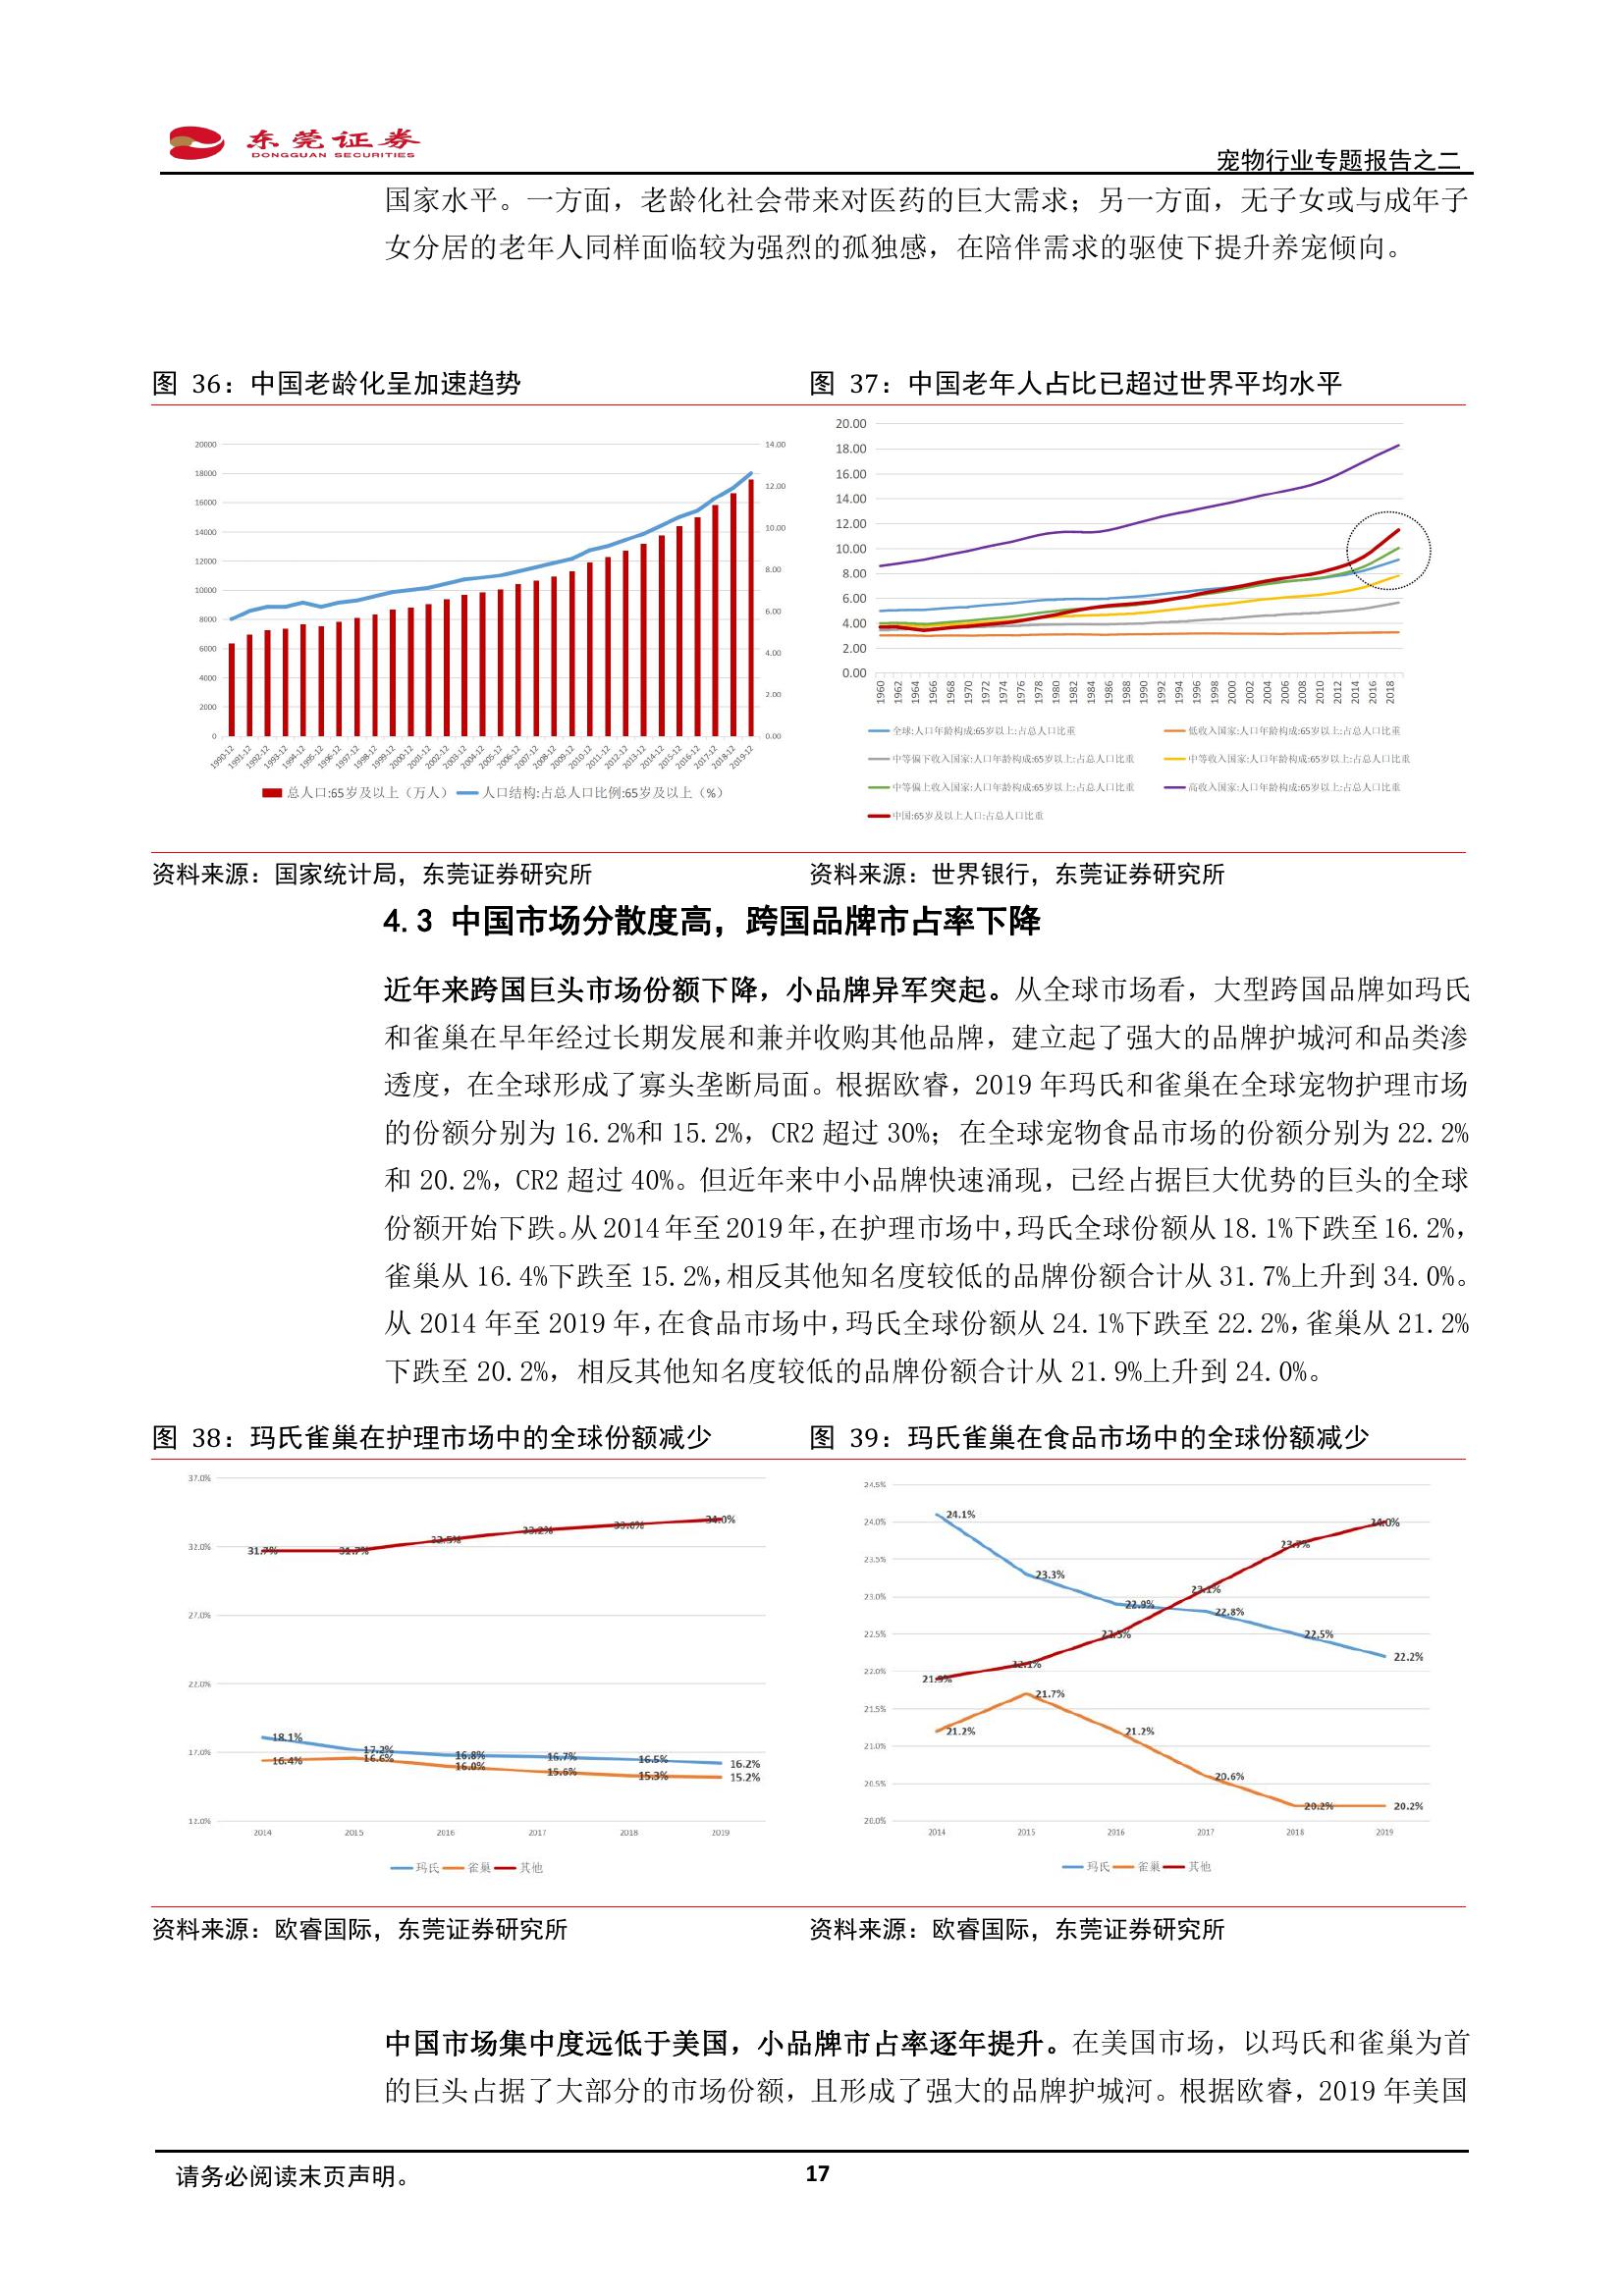 东莞证券
DONGGUAN SECURITIES
宠物行业专题报告之二
国家水平。一方面，老龄化社会带来对医药的巨大需求；另一方面，无子女或与成年子
女分居的老年人同样面临较为强烈的孤独感，在陪伴需求的驱使下提升养宠倾向。
图 36：中国老龄化呈加速趋势
20000
18000
16000
14000
12000
10000
8000
6000
4000
2000
0
14.00
12.00
10.00
8.00
6.00
4.00
2.00
0.00
1990-12
1991-12
1992-12
1993-12
1994-12
1995-12
1996-12
1997-12
1998-12
1999-12
2000-12
2001-12
2002-12
2003-12
2004-12
2005-12
2006-12
2007-12
2008-12
2009-12
2010-12
2011-12
2012-12
2013-12
2014-12
2015-12
2016-12
2017-12
2018-12
2019-12
总人口:65岁及以上（万人） 人口结构:占总人口比例:65岁及以上（%）
图 37：中国老年人占比已超过世界平均水平
20.00
18.00
16.00
14.00
12.00
10.00
8.00
6.00
4.00
2.00
0.00
1960
1962
1964
1966
1968
1970
1972
1974
1976
1978
1980
1982
1984
1986
1988
1990
1992
1994
1996
1998
2000
2002
2004
2006
2008
2010
2012
2014
2016
2018
全球:人口年龄构成:65岁以上:占总人口比重 低收入国家:人口年龄构成:65岁以上:占总人口比重
中等偏下收入国家:人口年龄构成:65岁以上:占总人口比重 中等收入国家:人口年龄构成:65岁以上:占总人口比重
中等偏上收入国家:人口年龄构成:65岁以上:占总人口比重 高收入国家:人口年龄构成:65岁以上:占总人口比重
中国:65岁及以上人口:占总人口比重
资料来源：国家统计局，东莞证券研究所
资料来源：世界银行，东莞证券研究所
4.3 中国市场分散度高，跨国品牌市占率下降
近年来跨国巨头市场份额下降，小品牌异军突起。从全球市场看，大型跨国品牌如玛氏
和雀巢在早年经过长期发展和兼并收购其他品牌，建立起了强大的品牌护城河和品类渗
透度，在全球形成了寡头垄断局面。根据欧睿，2019 年玛氏和雀巢在全球宠物护理市场
的份额分别为 16.2%和 15.2%，CR2 超过 30%；在全球宠物食品市场的份额分别为 22.2%
和 20.2%，CR2 超过 40%。但近年来中小品牌快速涌现，已经占据巨大优势的巨头的全球
份额开始下跌。从 2014 年至 2019 年，在护理市场中，玛氏全球份额从 18.1%下跌至 16.2%，
雀巢从 16.4%下跌至 15.2%，相反其他知名度较低的品牌份额合计从 31.7%上升到 34.0%。
从 2014 年至 2019 年，在食品市场中，玛氏全球份额从 24.1%下跌至 22.2%，雀巢从 21.2%
下跌至 20.2%，相反其他知名度较低的品牌份额合计从 21.9%上升到 24.0%。
图 38：玛氏雀巢在护理市场中的全球份额减少
37.0%
32.0%
27.0%
22.0%
17.0%
12.0%
31.7% 31.7% 32.5% 33.2% 33.6% 34.0%
18.1% 17.2% 16.8% 16.7% 16.5% 16.2%
16.4% 16.6% 16.0% 15.6% 15.3% 15.2%
2014 2015 2016 2017 2018 2019
玛氏 雀巢 其他
图 39：玛氏雀巢在食品市场中的全球份额减少
24.5%
24.0%
23.5%
23.0%
22.5%
22.0%
21.5%
21.0%
20.5%
20.0%
24.1% 23.3% 22.9% 22.8% 22.5% 22.2%
21.9% 22.1% 22.5% 23.1% 23.7% 24.0%
21.2% 21.7% 21.2% 20.6% 20.2% 20.2%
2014 2015 2016 2017 2018 2019
玛氏 雀巢 其他
资料来源：欧睿国际，东莞证券研究所
资料来源：欧睿国际，东莞证券研究所
中国市场集中度远低于美国，小品牌市占率逐年提升。在美国市场，以玛氏和雀巢为首
的巨头占据了大部分的市场份额，且形成了强大的品牌护城河。根据欧睿，2019 年美国
请务必阅读末页声明。
17